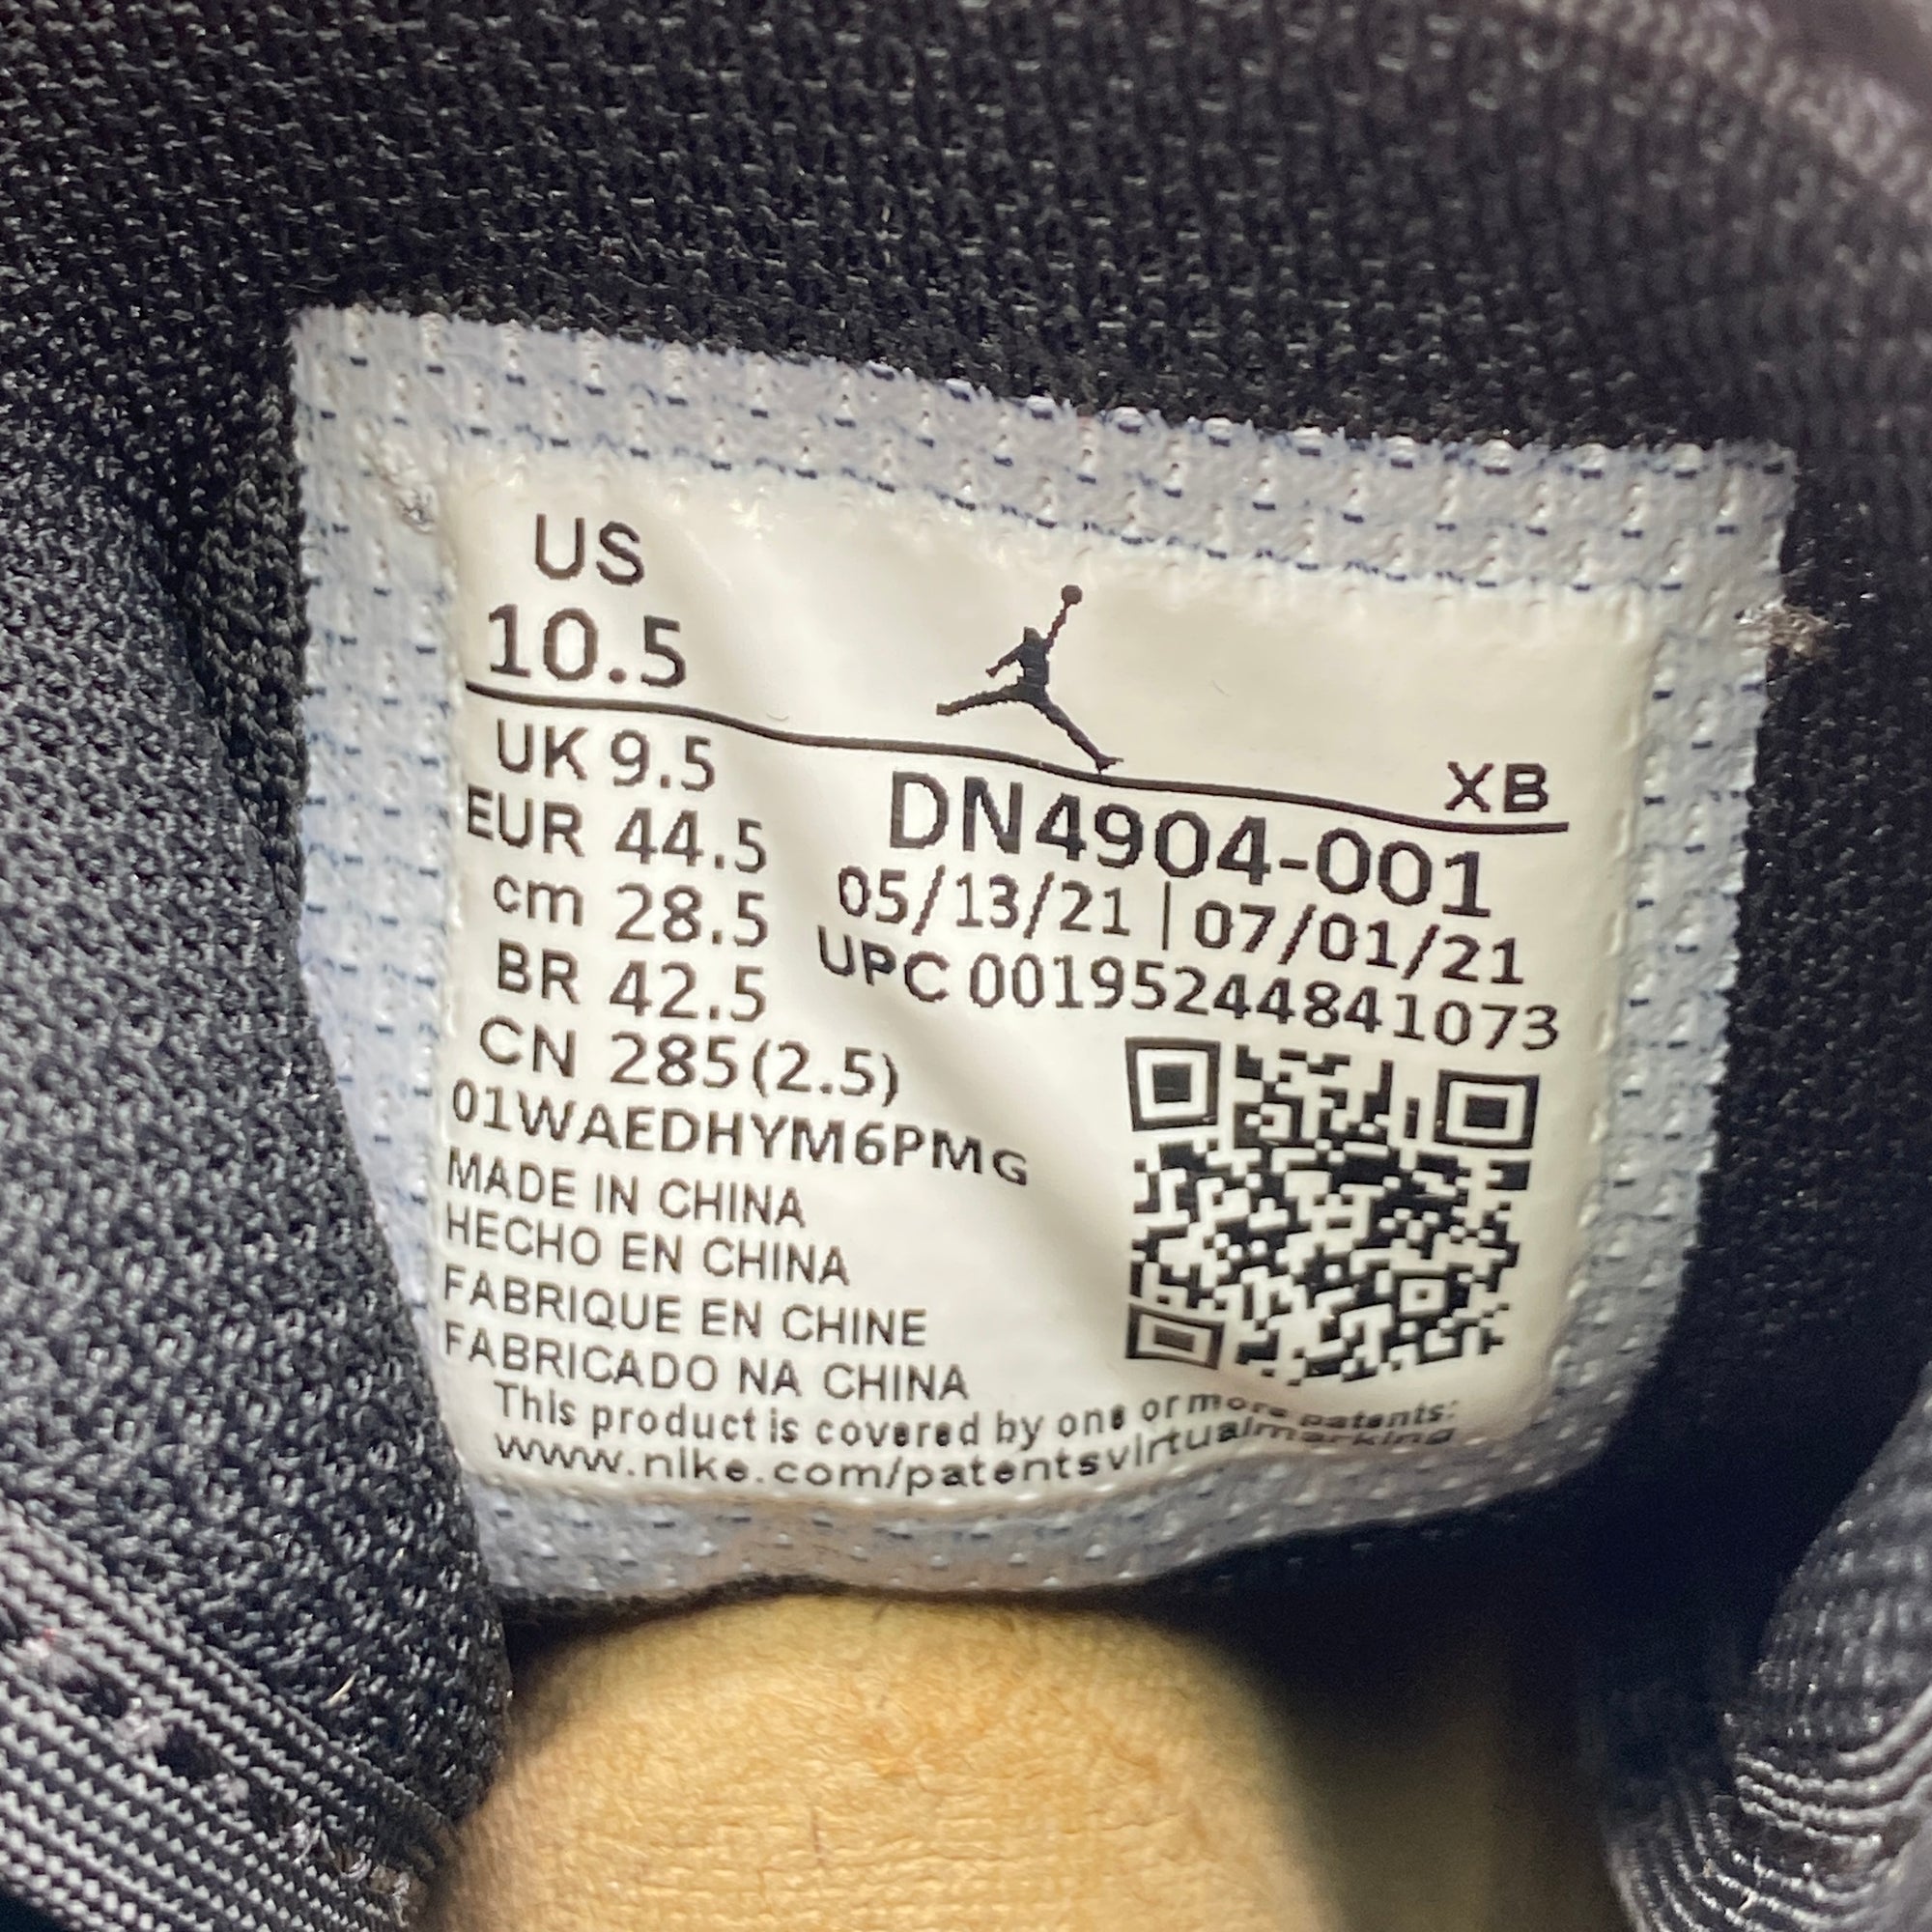 US
10.5
XB
UK 9.5
EUR 44.5
cm 28.5
BR 42.5
CN 285(2.5)
DN4904-001
05/13/21 | 07/01/21
UPC 00195244841073
01WAEDHYM6PMG
MADE IN CHINA
HECHO EN CHINA
FABRIQUE EN CHINE
FABRICADO NA CHINA
This product is covered by one or more patents:
www.nike.com/patentsvirtualmarking